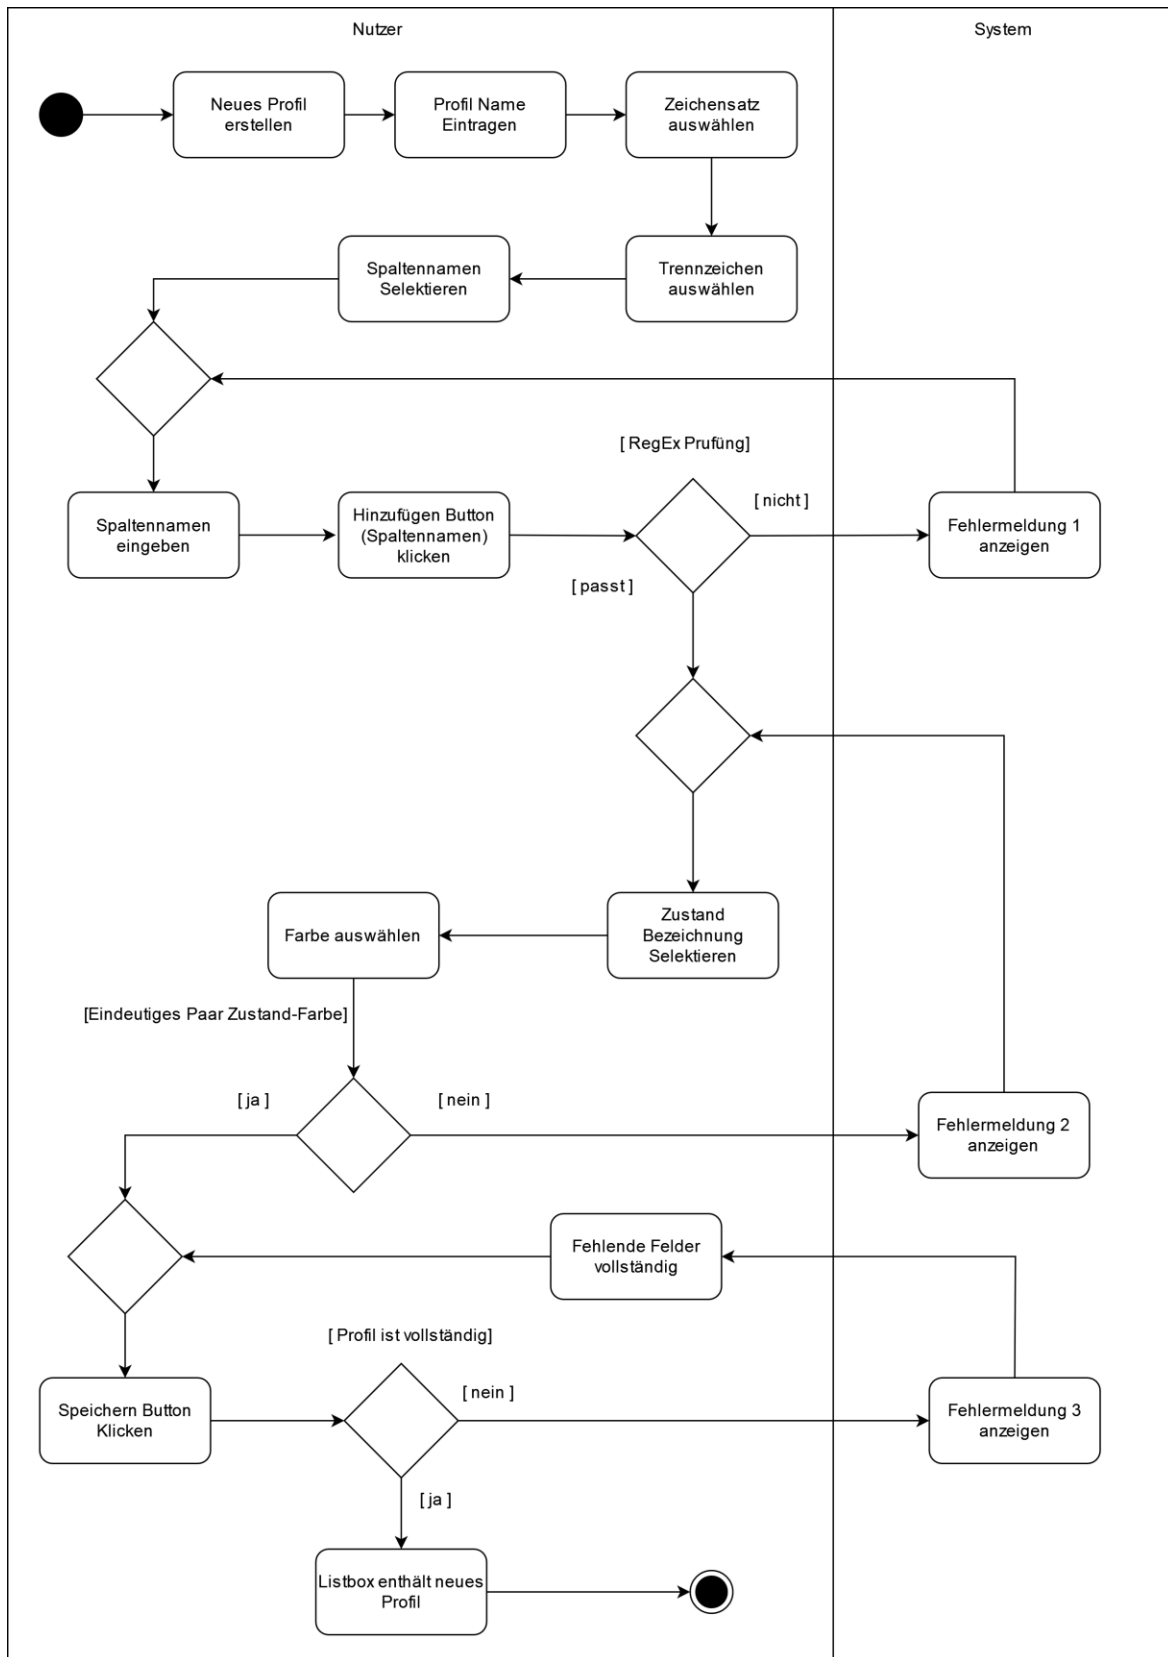 Nutzer
System
Neues Profil
erstellen
Profil Name
Eintragen
Zeichensatz
auswählen
Spaltennamen
Selektieren
Trennzeichen
auswählen
[ RegEx Prufüng]
[ nicht ]
Spaltennamen
eingeben
Hinzufügen Button
(Spaltennamen)
klicken
Fehlermeldung 1
anzeigen
[ passt ]
Farbe auswählen
Zustand
Bezeichnung
Selektieren
[Eindeutiges Paar Zustand-Farbe]
[ ja ]
[ nein ]
Fehlermeldung 2
anzeigen
Fehlende Felder
vollständig
[ Profil ist vollständig]
[ nein ]
Speichern Button
Klicken
Fehlermeldung 3
anzeigen
[ ja ]
Listbox enthält neues
Profil